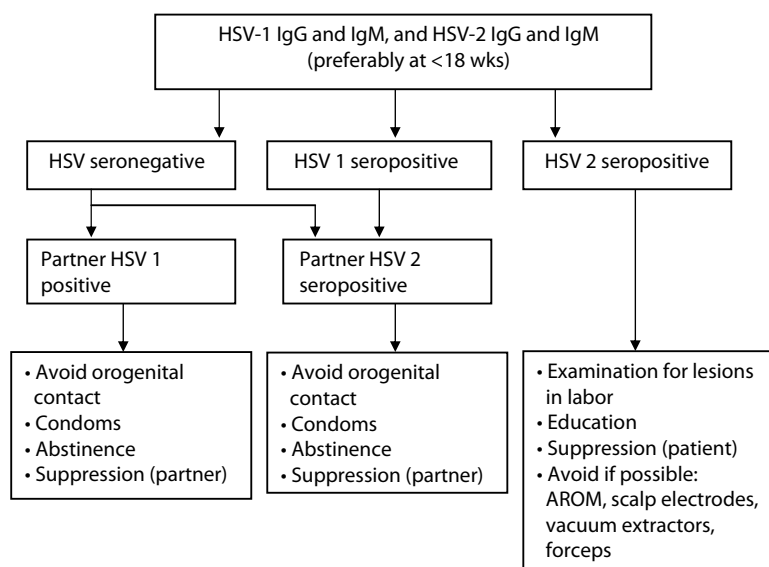 HSV-1 IgG and IgM, and HSV-2 IgG and IgM
(preferably at <18 wks)
HSV seronegative
HSV 1 seropositive
HSV 2 seropositive
Partner HSV 1
positive
Partner HSV 2
seropositive
• Avoid orogenital
contact
• Condoms
• Abstinence
• Suppression (partner)
• Avoid orogenital
contact
• Condoms
• Abstinence
• Suppression (partner)
• Examination for lesions
in labor
• Education
• Suppression (patient)
• Avoid if possible:
AROM, scalp electrodes,
vacuum extractors,
forceps